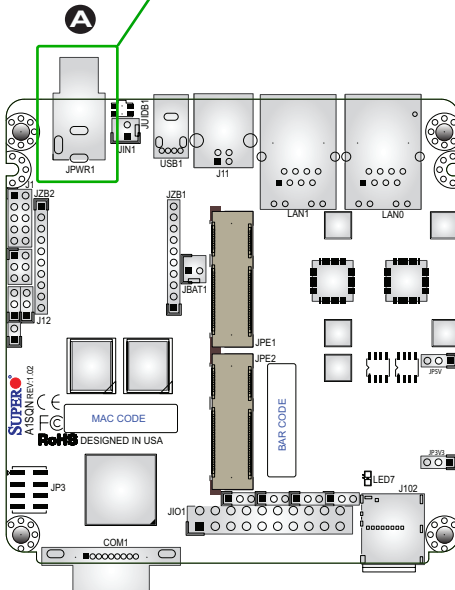 A
JPWR1
JUIDB1
JIN1
USB1
J11
LAN1
LAN0
J1
JZB2
JZB1
JBAT1
J12
JPE1
JPE2
JP5V
SUPER
A1SQN REV:1.02
CE
FC
RoHS
MAC CODE
DESIGNED IN USA
BAR CODE
JP3V3
LED7
JP3
JIO1
J102
COM1